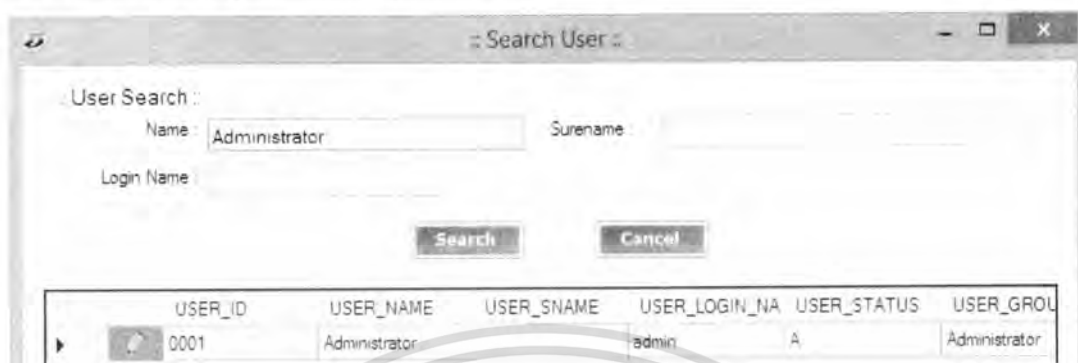 :: Search User ::
x
: User Search ::
Name : Administrator Surename :
Login Name :
Search Cancel
USER_ID USER_NAME USER_SNAME USER_LOGIN_NA USER_STATUS USER_GROU
0001 Administrator admin A Administrator